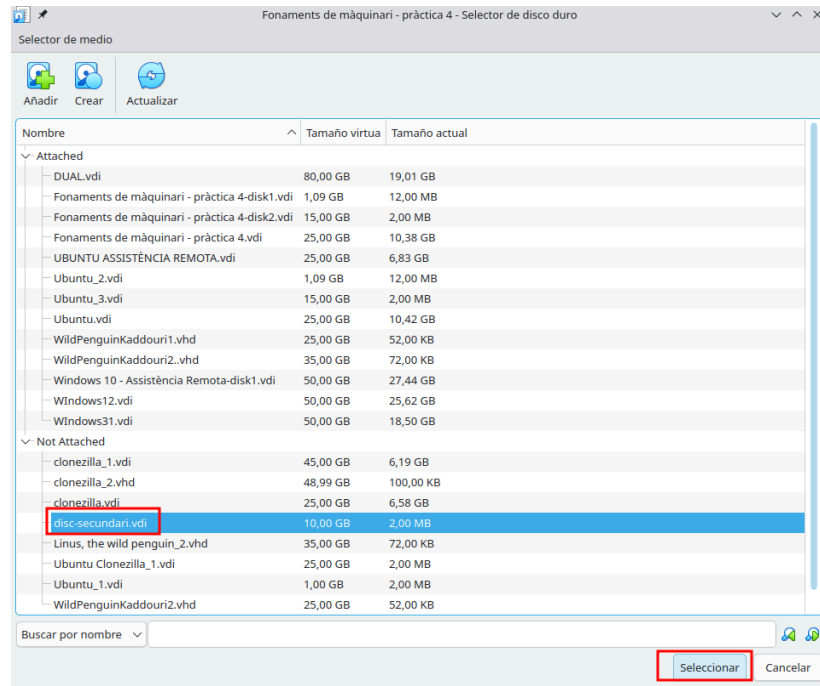 Fonaments de màquinari - pràctica 4 - Selector de disco duro
Selector de medio
Añadir Crear Actualizar
Nombre Tamaño virtua Tamaño actual
Attached
DUAL.vdi 80,00 GB 19,01 GB
Fonaments de màquinari - pràctica 4-disk1.vdi 1,09 GB 12,00 MB
Fonaments de màquinari - pràctica 4-disk2.vdi 15,00 GB 2,00 MB
Fonaments de màquinari - pràctica 4.vdi 25,00 GB 10,38 GB
UBUNTU ASSISTÈNCIA REMOTA.vdi 25,00 GB 6,83 GB
Ubuntu_2.vdi 1,09 GB 12,00 MB
Ubuntu_3.vdi 15,00 GB 2,00 MB
Ubuntu.vdi 25,00 GB 10,42 GB
WildPenguinKaddouri1.vhd 25,00 GB 52,00 KB
WildPenguinKaddouri2..vhd 35,00 GB 72,00 KB
Windows 10 - Assistència Remota-disk1.vdi 50,00 GB 27,44 GB
WIndows12.vdi 50,00 GB 25,62 GB
WIndows31.vdi 50,00 GB 18,50 GB
Not Attached
clonezilla_1.vdi 45,00 GB 6,19 GB
clonezilla_2.vhd 48,99 GB 100,00 KB
clonezilla.vdi 25,00 GB 6,58 GB
disc-secundari.vdi 10,00 GB 2,00 MB
Linus, the wild penguin_2.vhd 35,00 GB 72,00 KB
Ubuntu Clonezilla_1.vdi 25,00 GB 2,00 MB
Ubuntu_1.vdi 1,00 GB 2,00 MB
WildPenguinKaddouri2.vhd 25,00 GB 52,00 KB
Buscar por nombre
Seleccionar Cancelar